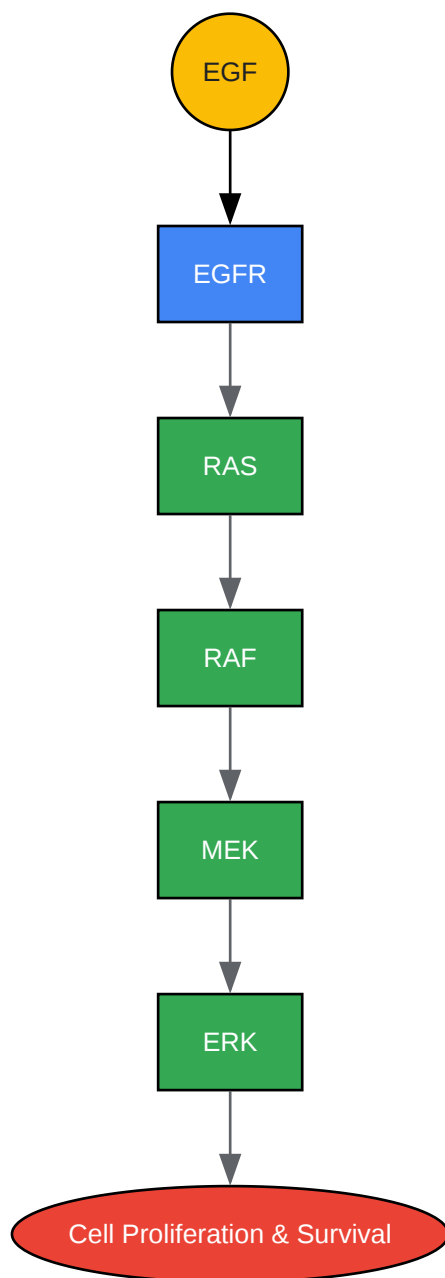 EGF
EGFR
RAS
RAF
MEK
ERK
Cell Proliferation & Survival